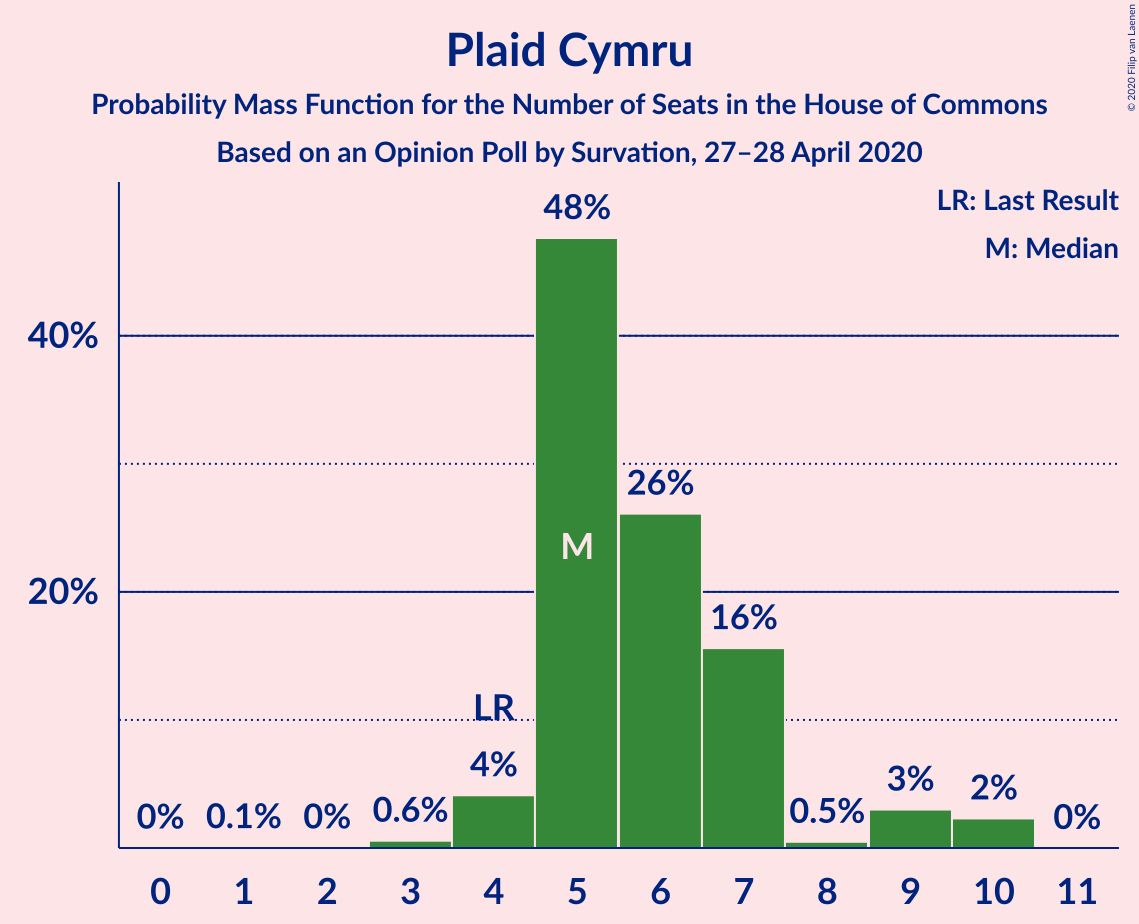 Plaid Cymru
Probability Mass Function for the Number of Seats in the House of Commons
Based on an Opinion Poll by Survation, 27–28 April 2020
© 2020 Filip van Laenen
LR: Last Result
M: Median
48%
40%
26%
M
20%
16%
LR
4%
0% 0.1% 0% 0.6% 0.5% 3% 2% 0%
0 1 2 3 4 5 6 7 8 9 10 11